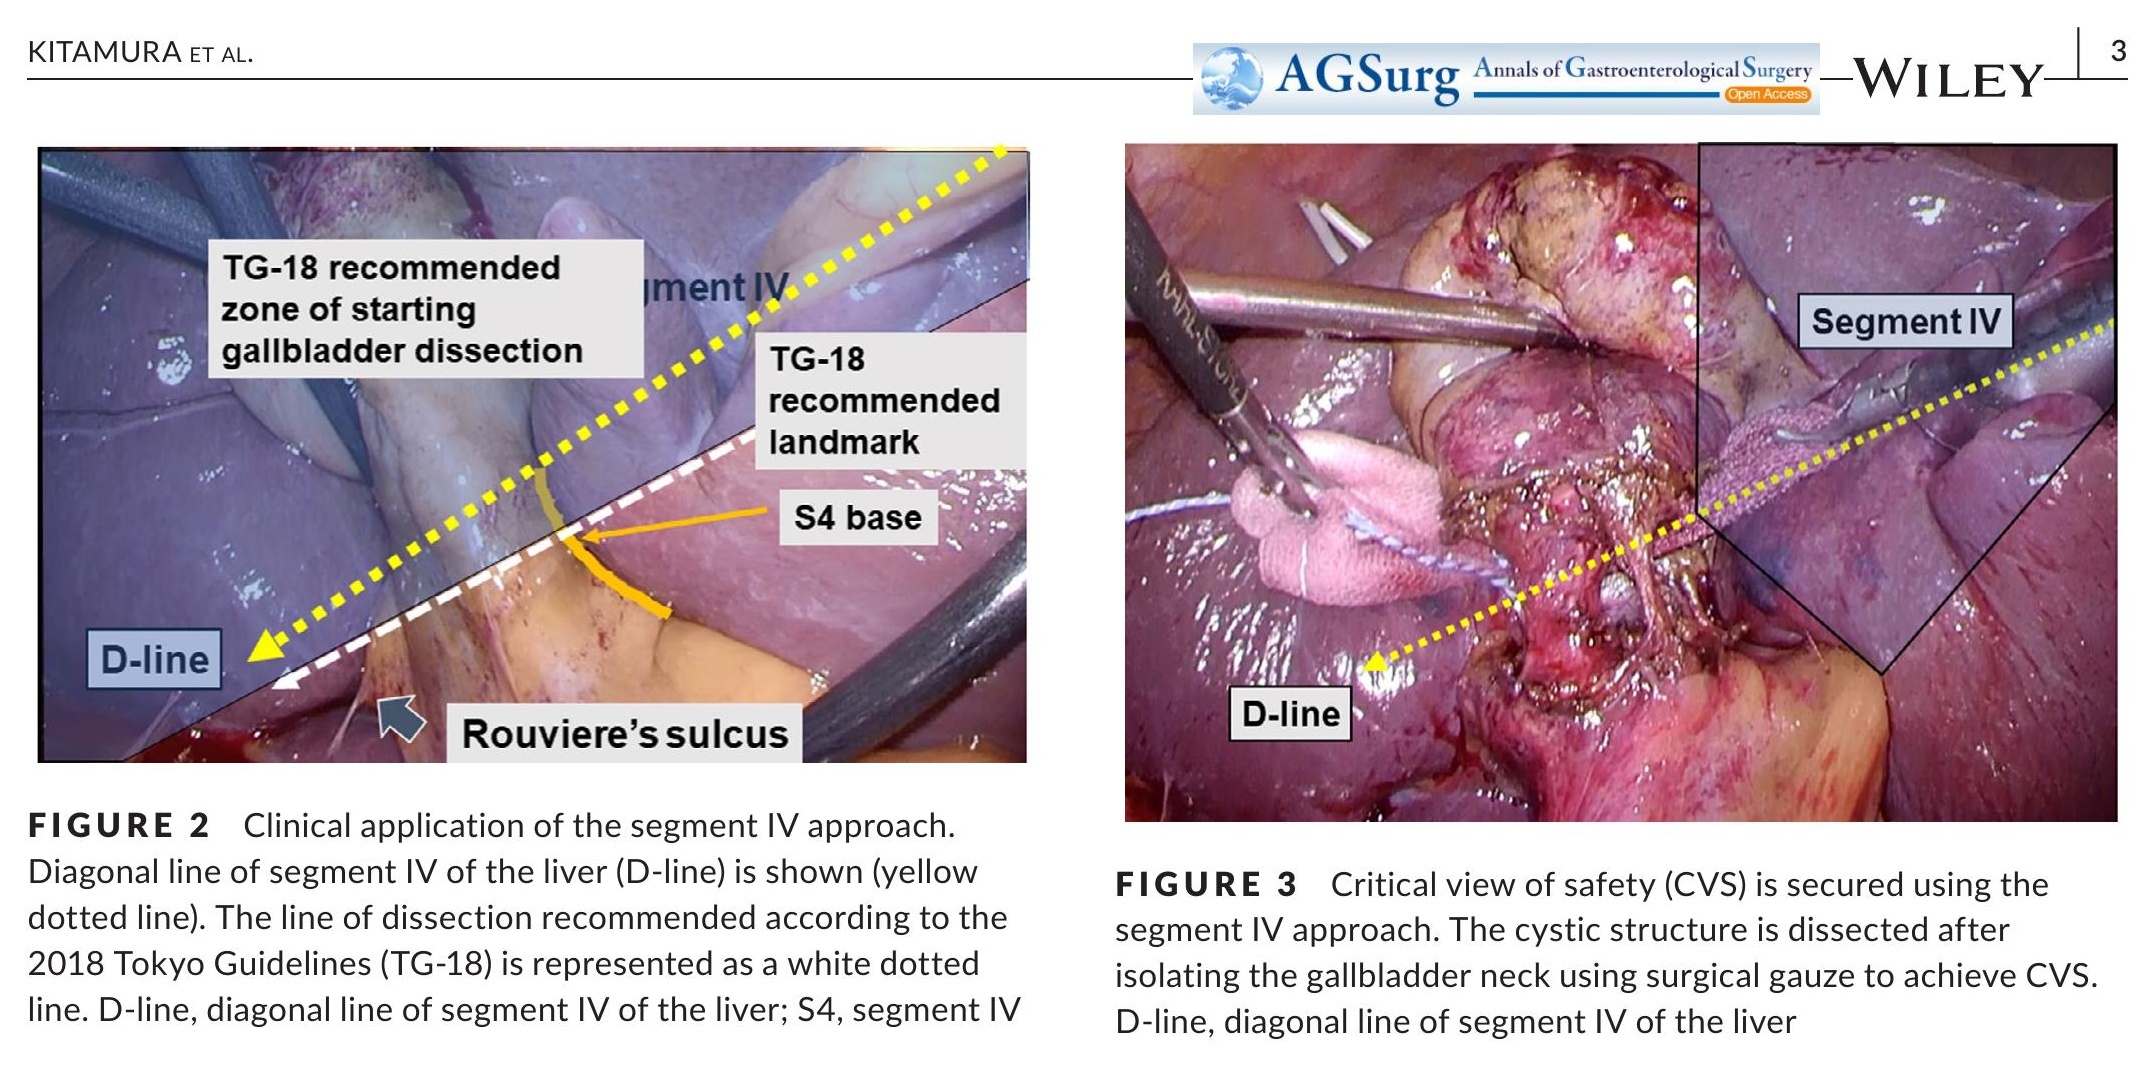 KITAMURA ET AL.
AGSurg Annals of Gastroenterological Surgery
Open Access
WILEY
3
TG-18 recommended
zone of starting
gallbladder dissection
gment IV
TG-18
recommended
landmark
S4 base
D-line
Rouviere's sulcus
FIGURE 2 Clinical application of the segment IV approach.
Diagonal line of segment IV of the liver (D-line) is shown (yellow
dotted line). The line of dissection recommended according to the
2018 Tokyo Guidelines (TG-18) is represented as a white dotted
line. D-line, diagonal line of segment IV of the liver; S4, segment IV
Segment IV
D-line
FIGURE 3 Critical view of safety (CVS) is secured using the
segment IV approach. The cystic structure is dissected after
isolating the gallbladder neck using surgical gauze to achieve CVS.
D-line, diagonal line of segment IV of the liver